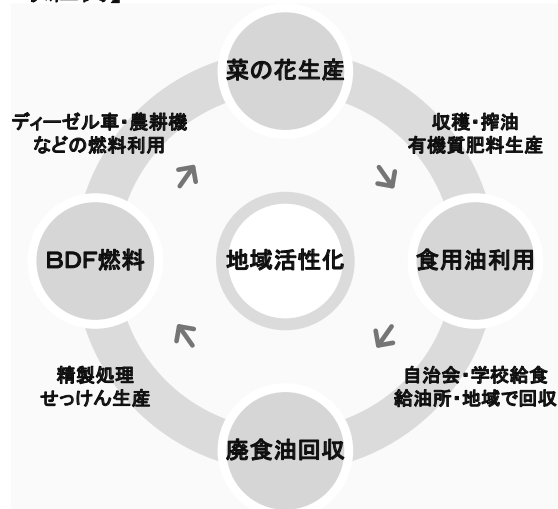 菜の花生産
ディーゼル車・農耕機
などの燃料利用
収穫・搾油
有機質肥料生産
BDF燃料
地域活性化
食用油利用
精製処理
せっけん生産
自治会・学校給食
給油所・地域で回収
廃食油回収